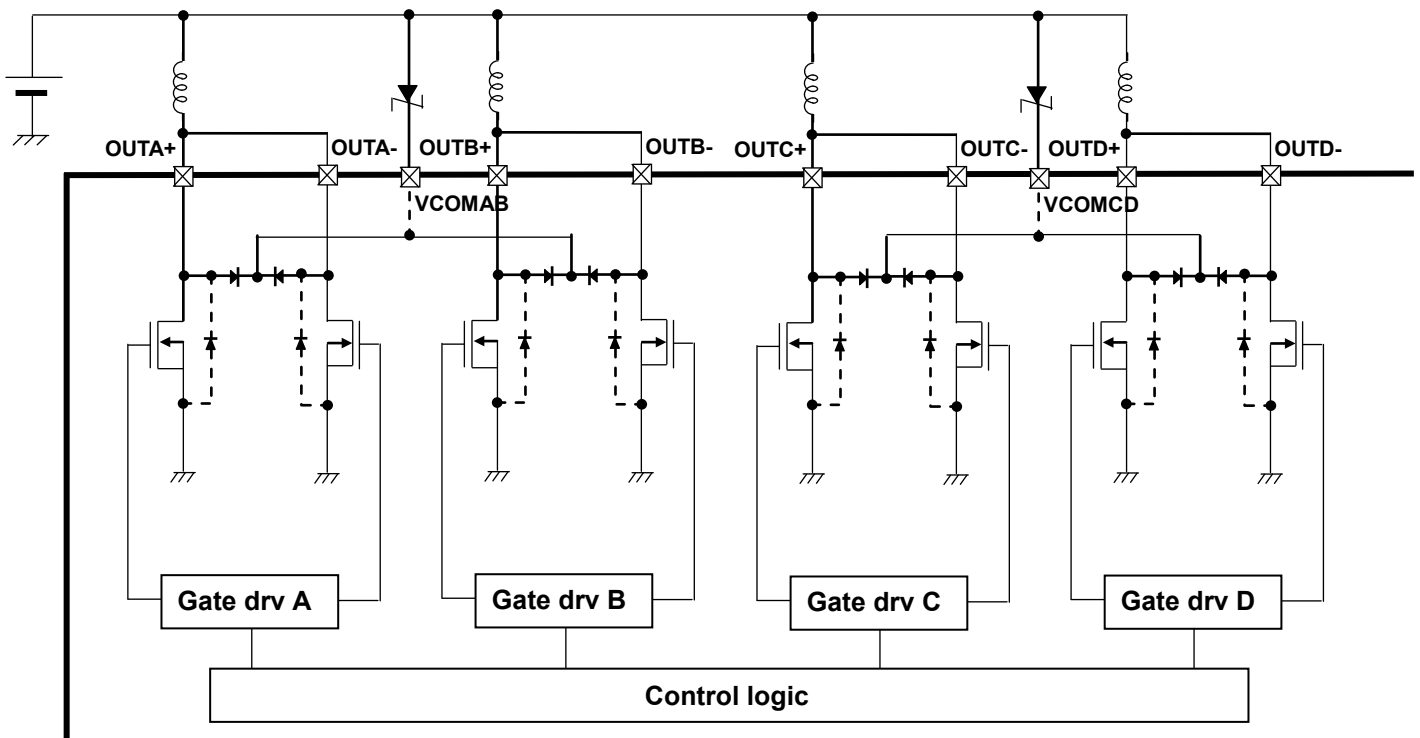 OUTA+
OUTA-
OUTB+
OUTB-
OUTC+
OUTC-
OUTD+
OUTD-
VCOMAB
VCOMCD
Gate drv A
Gate drv B
Gate drv C
Gate drv D
Control logic